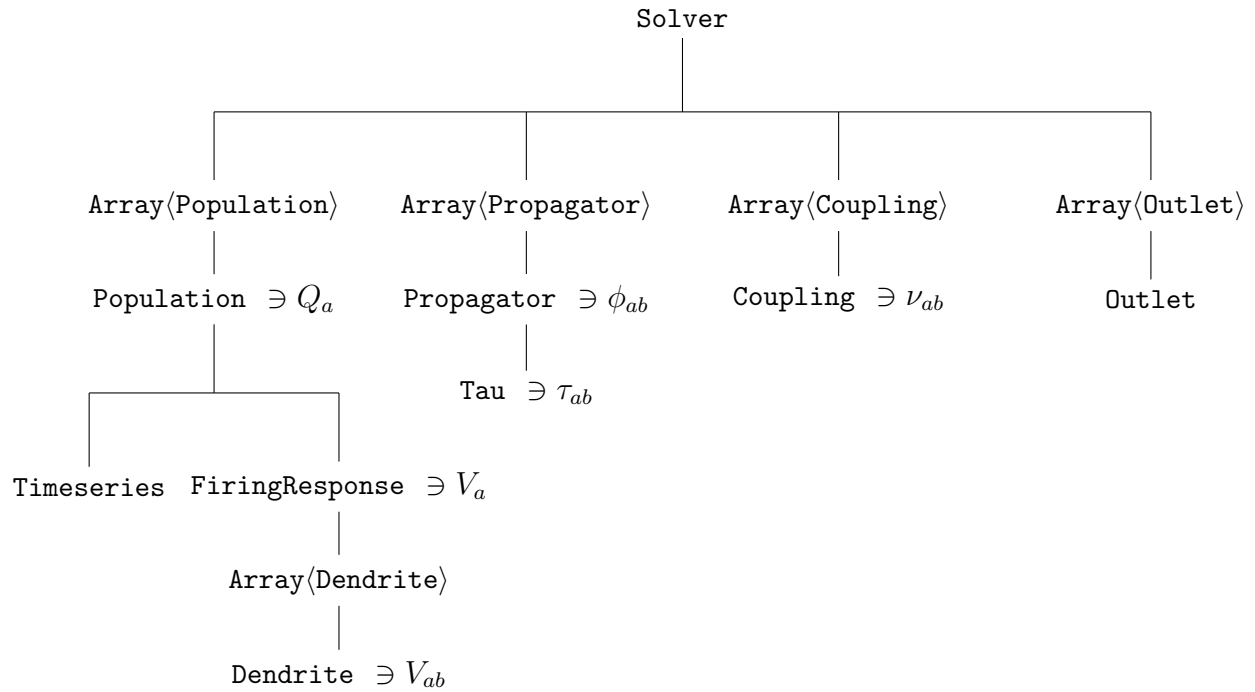 Solver
Array⟨Population⟩ Array⟨Propagator⟩ Array⟨Coupling⟩ Array⟨Outlet⟩
Population ∋ Q_a Propagator ∋ ϕ_ab Coupling ∋ ν_ab Outlet
Tau ∋ τ_ab
Timeseries FiringResponse ∋ V_a
Array⟨Dendrite⟩
Dendrite ∋ V_ab